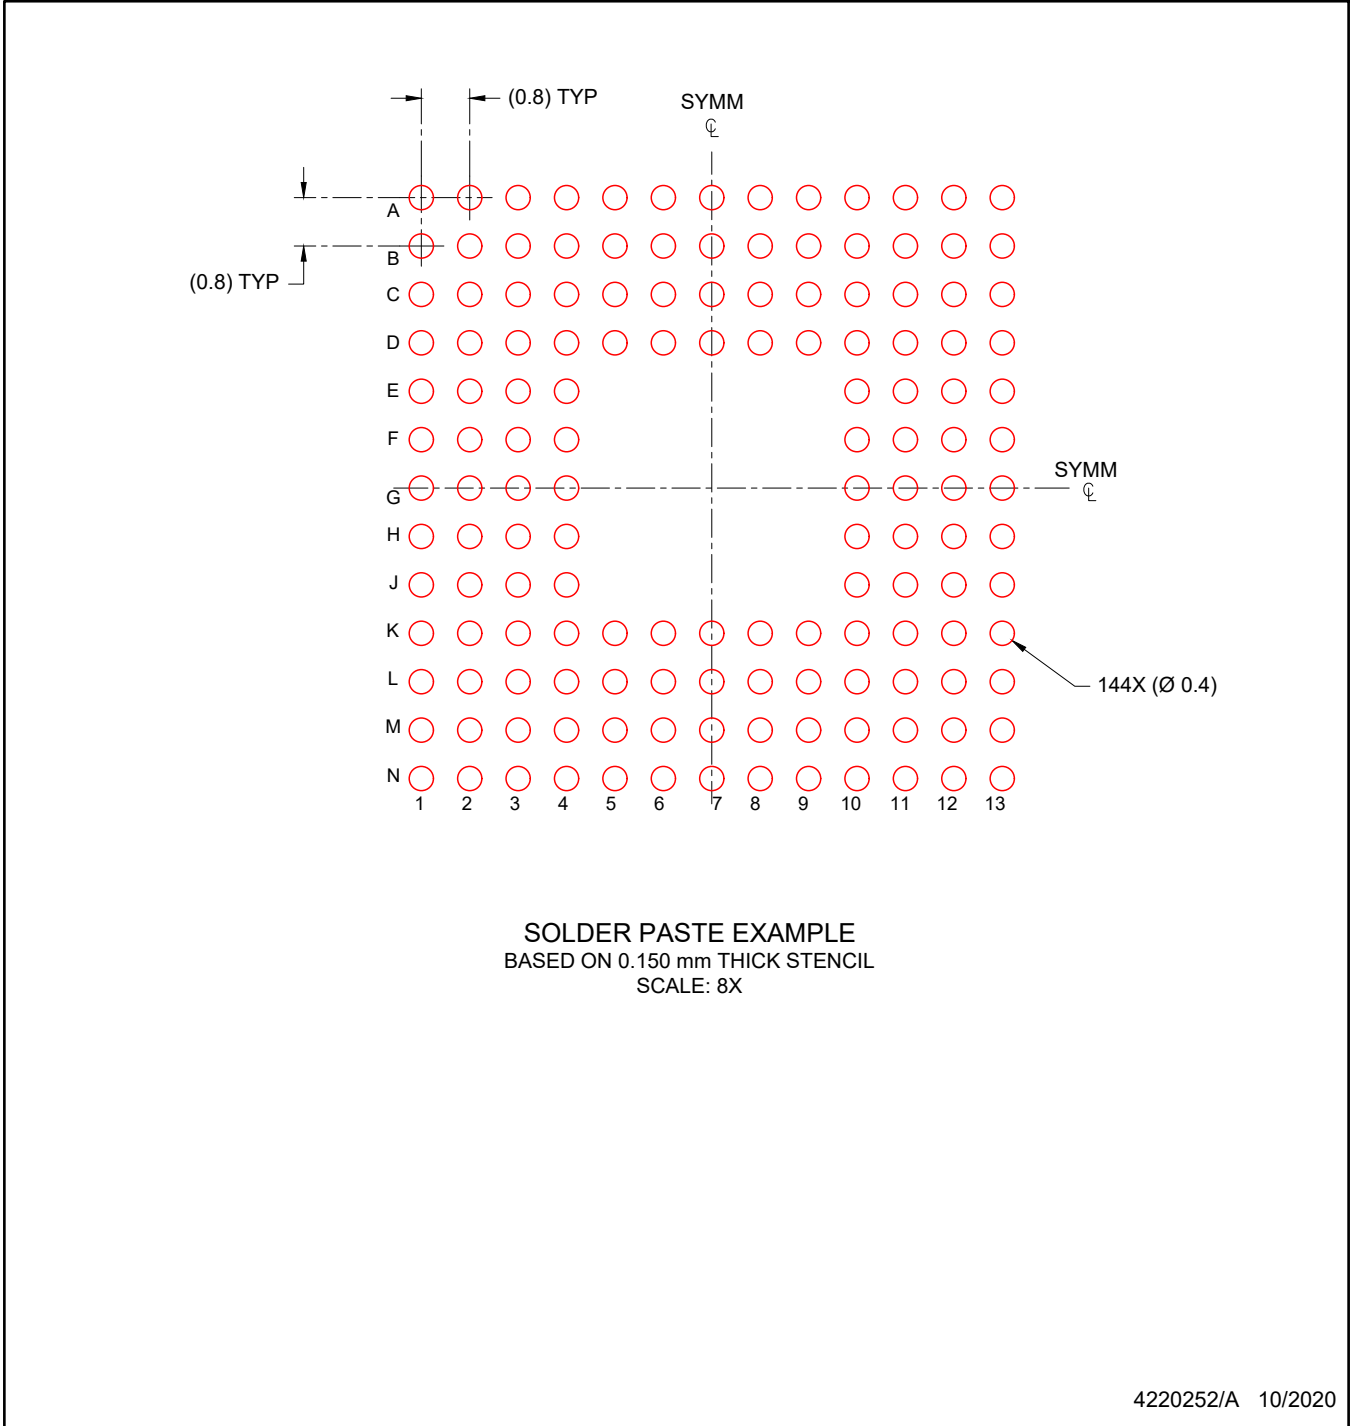 (0.8) TYP
SYMM
℄
A
B
(0.8) TYP
C
D
E
F
SYMM
℄
G
H
J
K
L
144X (Ø 0.4)
M
N
1 2 3 4 5 6 7 8 9 10 11 12 13
SOLDER PASTE EXAMPLE
BASED ON 0.150 mm THICK STENCIL
SCALE: 8X
4220252/A 10/2020